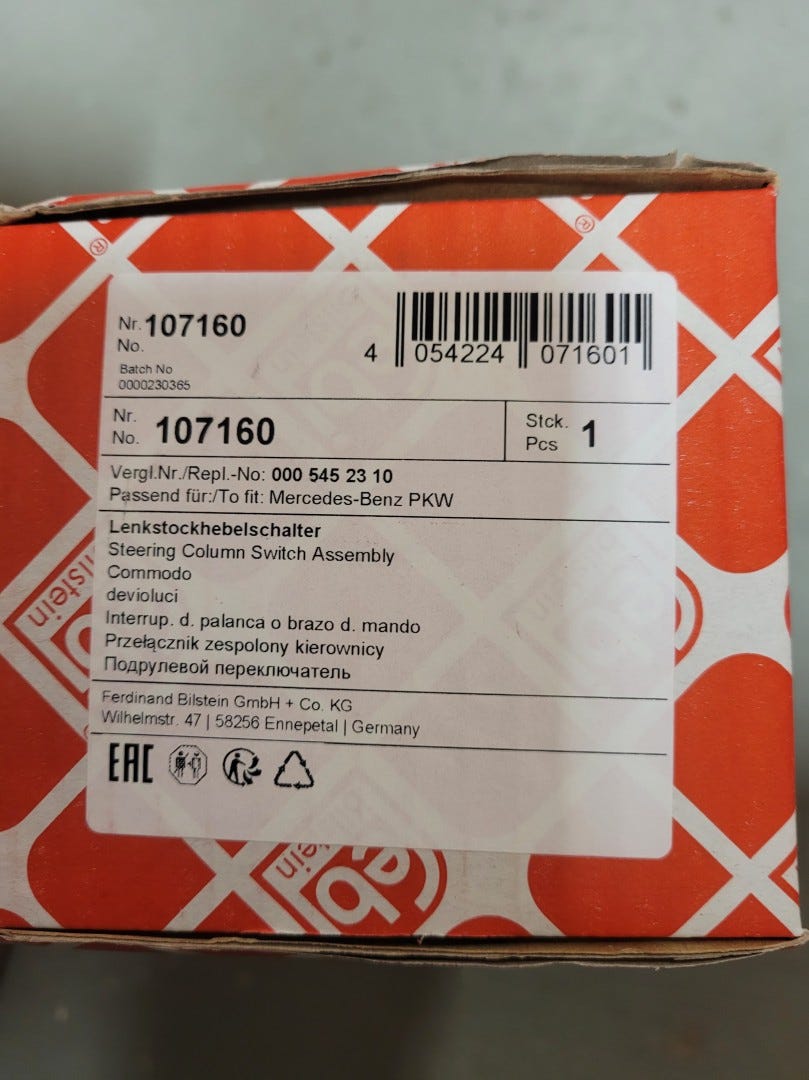 Nr. 107160
No.
Batch No
0000230365
4 054224 071601
Nr.
No. 107160
Stck.
Pcs 1
Vergl.Nr./Repl.-No: 000 545 23 10
Passend für:/To fit: Mercedes-Benz PKW
Lenkstockhebelschalter
Steering Column Switch Assembly
Commodo
devioluci
Interrup. d. palanca o brazo d. mando
Przełącznik zespolony kierownicy
Подрулевой переключатель
Ferdinand Bilstein GmbH + Co. KG
Wilhelmstr. 47 | 58256 Ennepetal | Germany
EAC
feb
bilstein
®
®